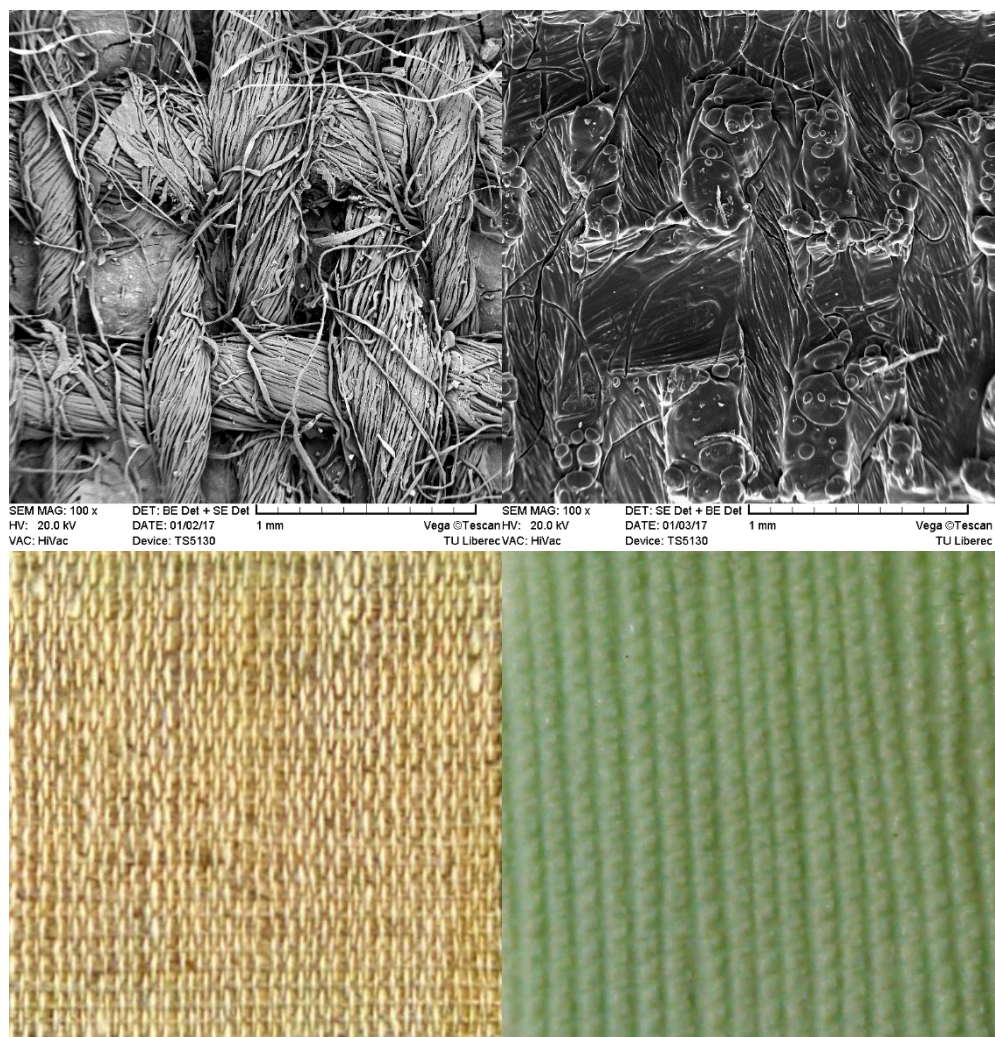 SEM MAG: 100 x DET: BE Det + SE Det
HV: 20.0 kV DATE: 01/02/17 1 mm Vega ©Tescan
VAC: HiVac Device: TS5130 TU Liberec
SEM MAG: 100 x DET: SE Det + BE Det
HV: 20.0 kV DATE: 01/03/17 1 mm Vega ©Tescan
VAC: HiVac Device: TS5130 TU Liberec